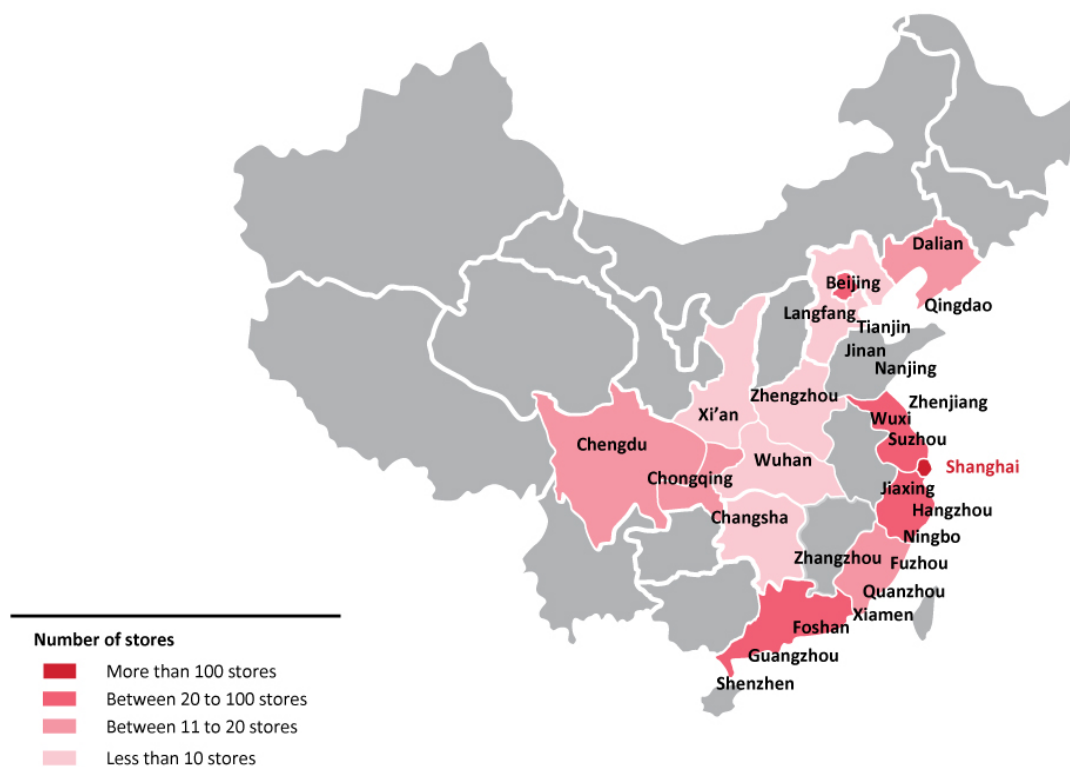 Dalian
Beijing
Qingdao
Langfang
Tianjin
Jinan
Nanjing
Zhengzhou
Zhenjiang
Xi'an
Wuxi
Suzhou
Chengdu
Wuhan
Shanghai
Chongqing
Jiaxing
Hangzhou
Changsha
Ningbo
Zhangzhou
Fuzhou
Quanzhou
Xiamen
Foshan
Guangzhou
Shenzhen
Number of stores
More than 100 stores
Between 20 to 100 stores
Between 11 to 20 stores
Less than 10 stores